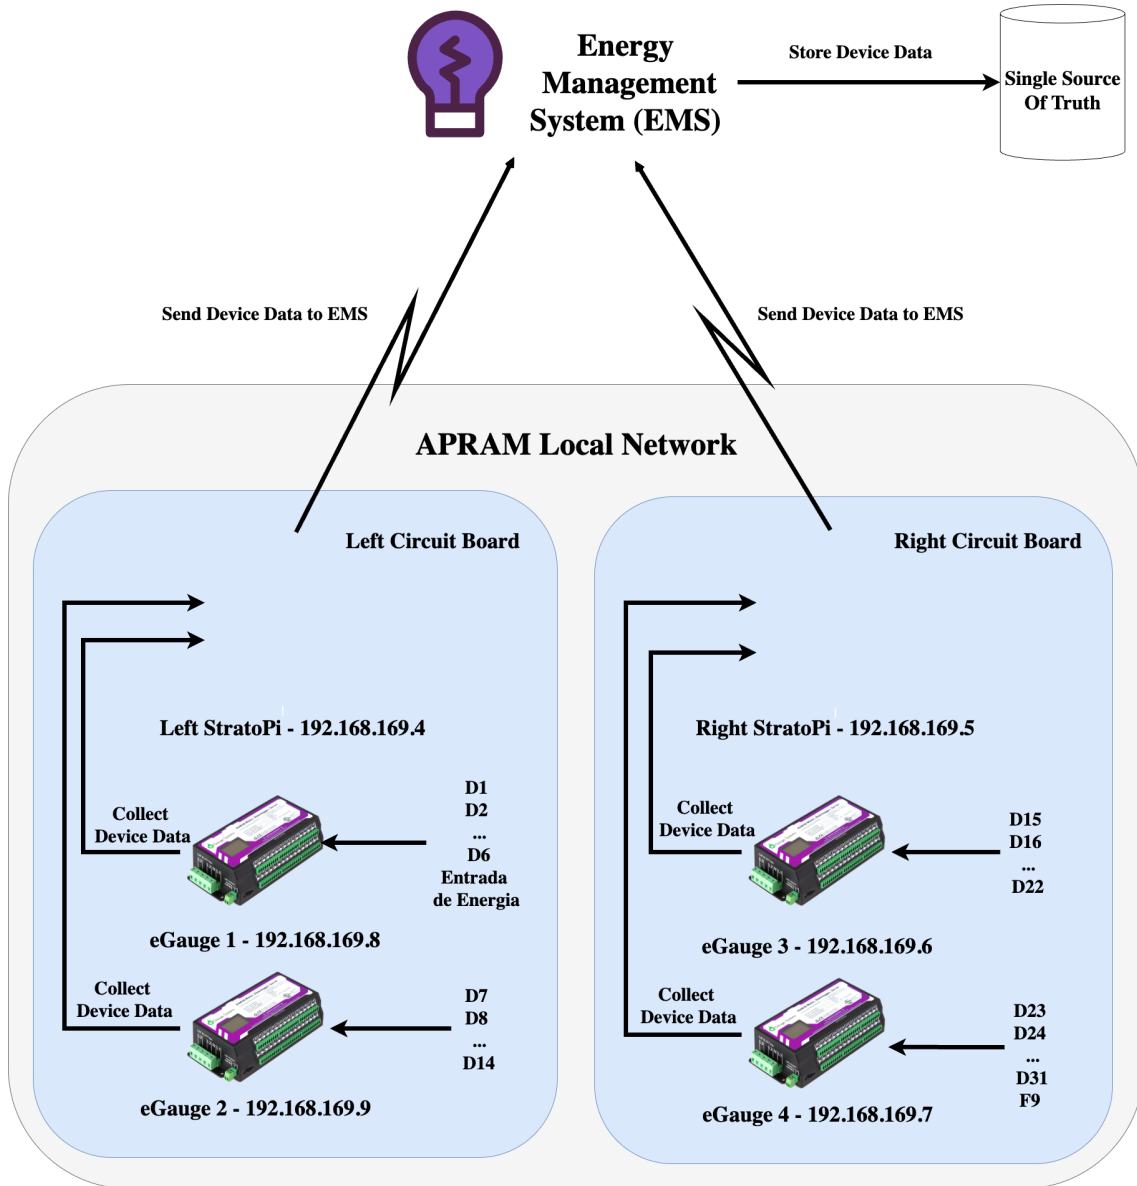 Energy
Management
System (EMS)
Store Device Data
Single Source
Of Truth
Send Device Data to EMS
Send Device Data to EMS
APRAM Local Network
Left Circuit Board
Left StratoPi - 192.168.169.4
Collect
Device Data
D1
D2
...
D6
Entrada
de Energia
eGauge 1 - 192.168.169.8
Collect
Device Data
D7
D8
...
D14
eGauge 2 - 192.168.169.9
Right Circuit Board
Right StratoPi - 192.168.169.5
Collect
Device Data
D15
D16
...
D22
eGauge 3 - 192.168.169.6
Collect
Device Data
D23
D24
...
D31
F9
eGauge 4 - 192.168.169.7